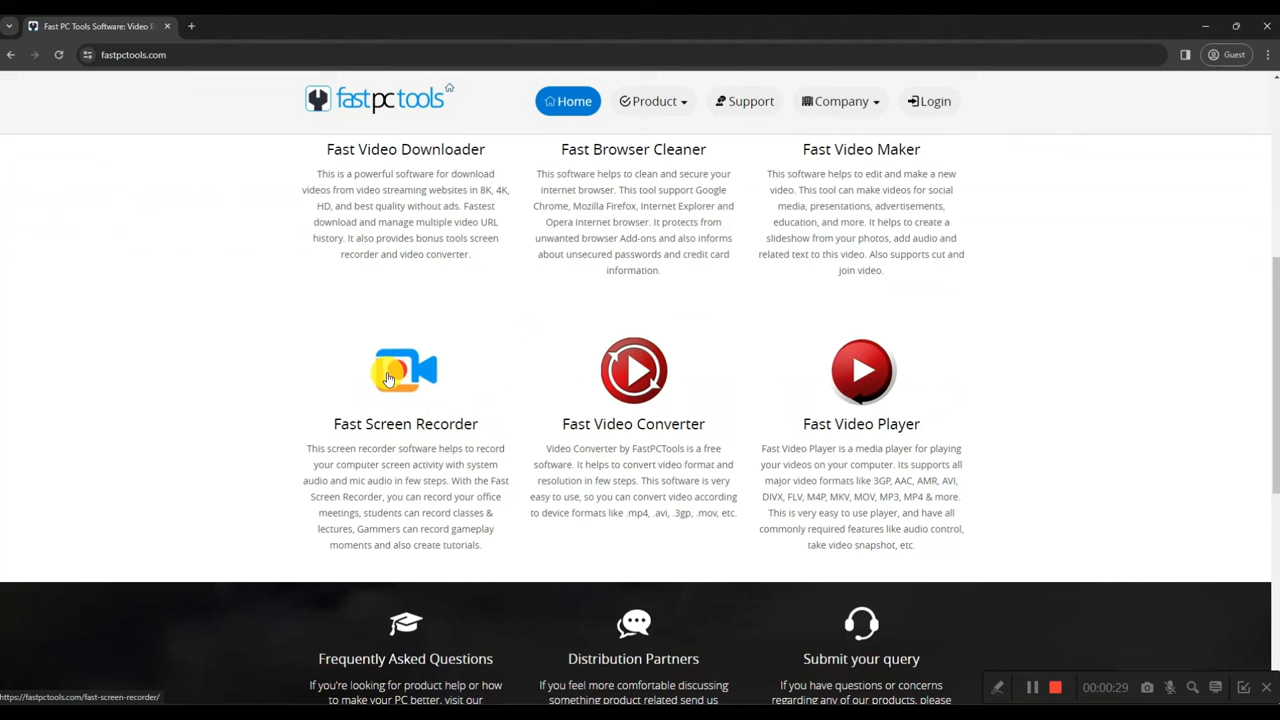 Fast PC Tools Software: Video E
fastpctools.com
Guest
fast pc tools
Home
Product
Support
Company
Login
Fast Video Downloader
This is a powerful software for download
videos from video streaming websites in 8K, 4K,
HD, and best quality without ads. Fastest
download and manage multiple video URL
history. It also provides bonus tools screen
recorder and video converter.
Fast Browser Cleaner
This software helps to clean and secure your
internet browser. This tool support Google
Chrome, Mozilla Firefox, Internet Explorer and
Opera Internet browser. It protects from
unwanted browser Add-ons and also informs
about unsecured passwords and credit card
information.
Fast Video Maker
This software helps to edit and make a new
video. This tool can make videos for social
media, presentations, advertisements,
education, and more. It helps to create a
slideshow from your photos, add audio and
related text to this video. Also supports cut and
join video.
Fast Screen Recorder
This screen recorder software helps to record
your computer screen activity with system
audio and mic audio in few steps. With the Fast
Screen Recorder, you can record your office
meetings, students can record classes &
lectures, Gammers can record gameplay
moments and also create tutorials.
Fast Video Converter
Video Converter by FastPCTools is a free
software. It helps to convert video format and
resolution in few steps. This software is very
easy to use, so you can convert video according
to device formats like .mp4, .avi, .3gp, .mov, etc.
Fast Video Player
Fast Video Player is a media player for playing
your videos on your computer. Its supports all
major video formats like 3GP, AAC, AMR, AVI,
DIVX, FLV, M4P, MKV, MOV, MP3, MP4 & more.
This is very easy to use player, and have all
commonly required features like audio control,
take video snapshot, etc.
Frequently Asked Questions
If you're looking for product help or how
to make your PC better, visit our
Distribution Partners
If you feel more comfortable discussing
something product related send us
Submit your query
If you have questions or concerns
regarding any of our products, please
https://fastpctools.com/fast-screen-recorder/
00:00:29